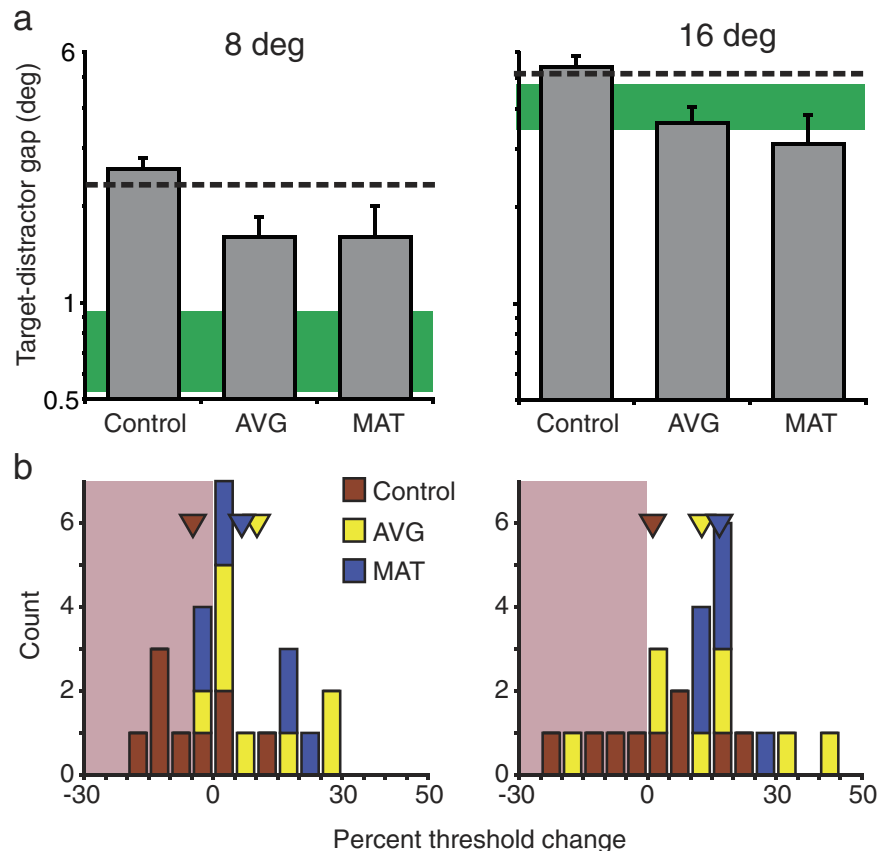 a
8 deg
16 deg
Target-distractor gap (deg)
6
1
0.5
Control AVG MAT
Control AVG MAT
b
Count
6
4
2
0
-30 0 30 50
Control
AVG
MAT
6
4
2
0
-30 0 30 50
Percent threshold change